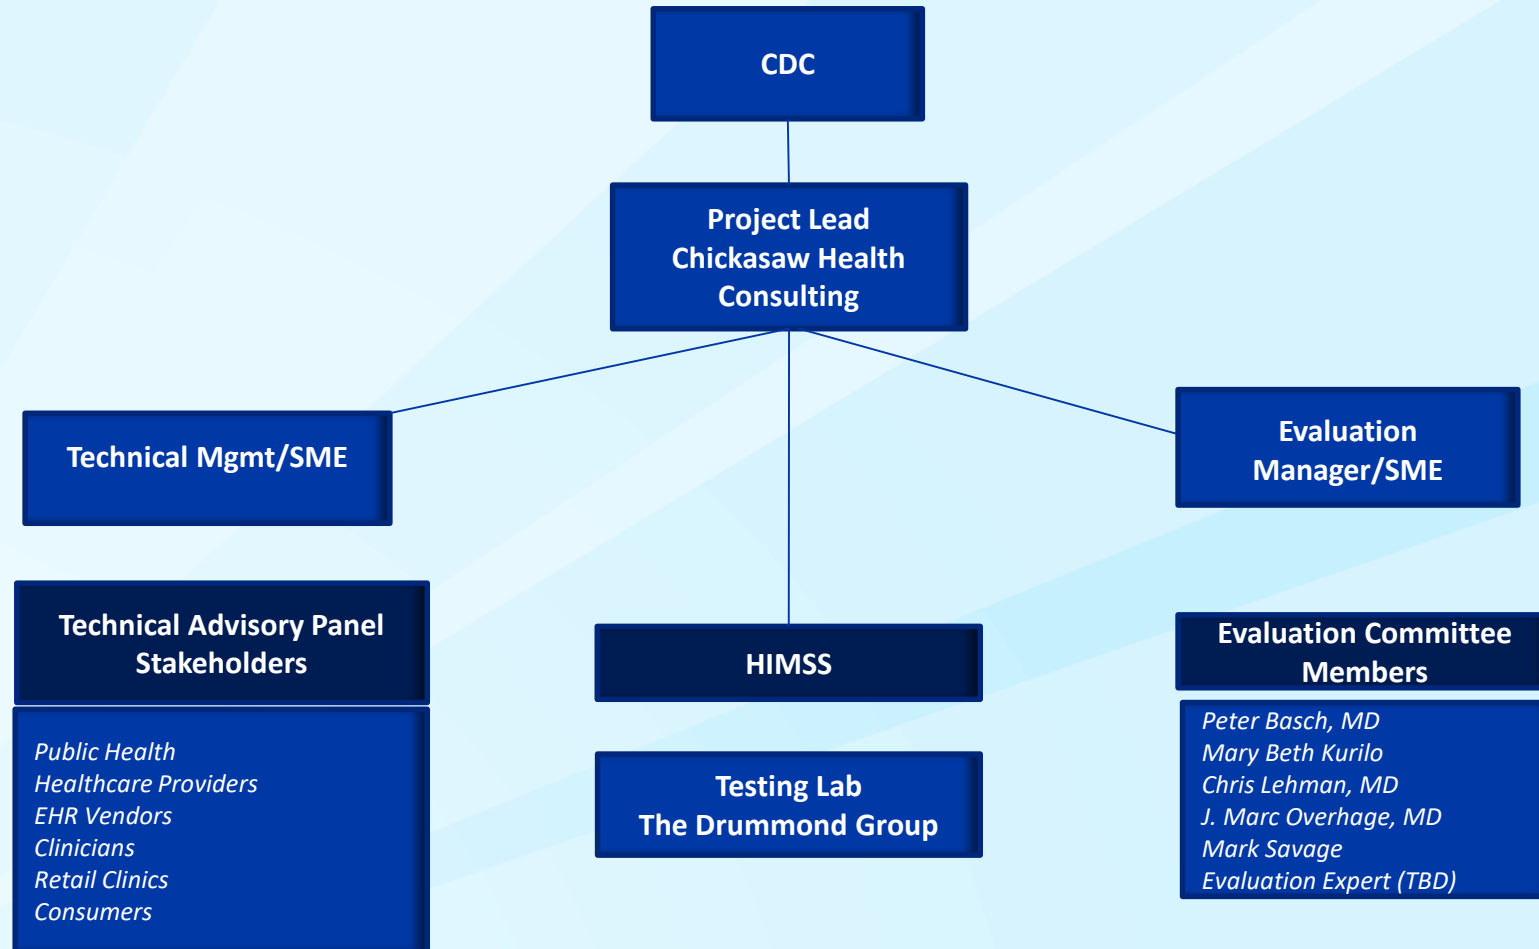 CDC
Project Lead
Chickasaw Health
Consulting
Technical Mgmt/SME
Evaluation
Manager/SME
Technical Advisory Panel
Stakeholders
Public Health
Healthcare Providers
EHR Vendors
Clinicians
Retail Clinics
Consumers
HIMSS
Testing Lab
The Drummond Group
Evaluation Committee
Members
Peter Basch, MD
Mary Beth Kurilo
Chris Lehman, MD
J. Marc Overhage, MD
Mark Savage
Evaluation Expert (TBD)